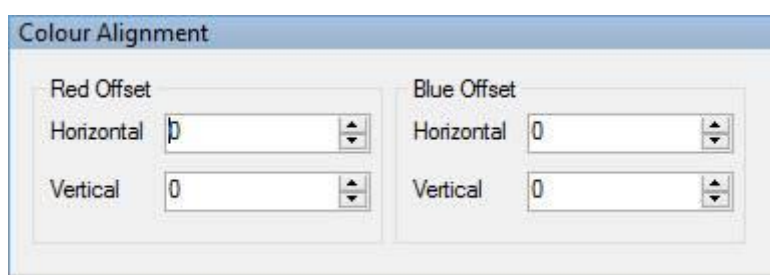 Colour Alignment
Red Offset
Horizontal 0
Vertical 0
Blue Offset
Horizontal 0
Vertical 0